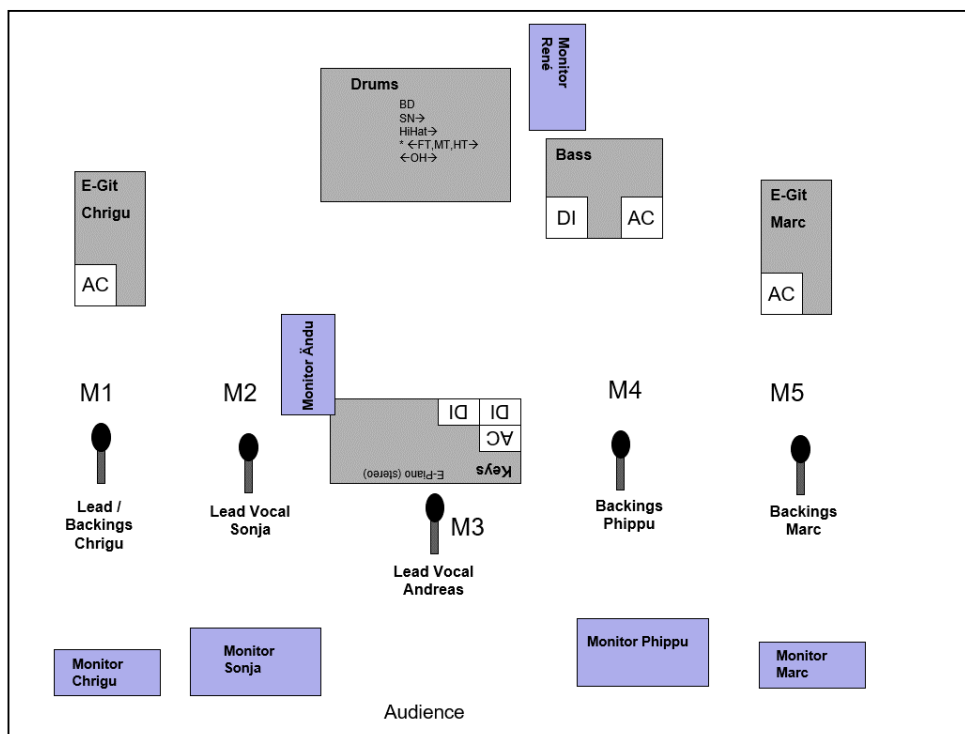 Monitor
René
Drums
BD
SN→
HiHat→
* ←FT,MT,HT→
←OH→
Bass
DI
AC
E-Git
Chrigu
AC
E-Git
Marc
AC
Monitor Ändu
M1
M2
M4
M5
DI
DI
AC
Keys
E-Piano (stereo)
M3
Lead /
Backings
Chrigu
Lead Vocal
Sonja
Lead Vocal
Andreas
Backings
Phippu
Backings
Marc
Monitor
Chrigu
Monitor
Sonja
Monitor Phippu
Monitor
Marc
Audience